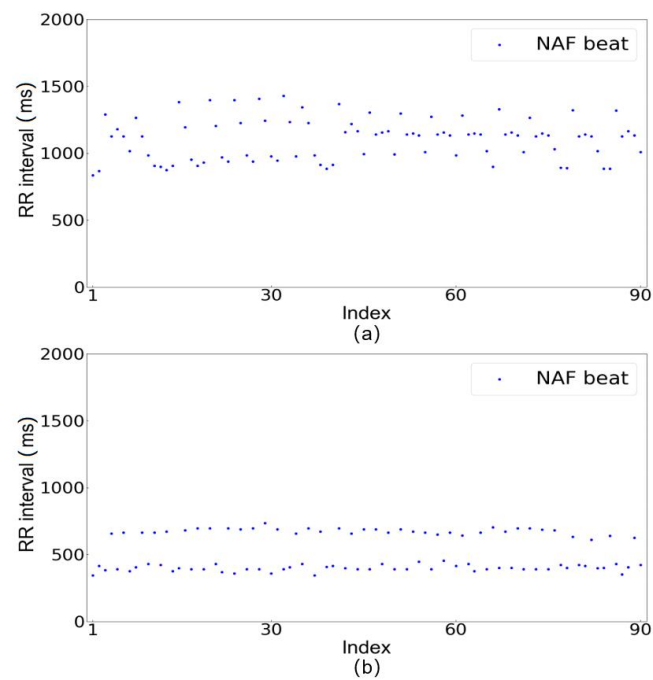 2000
NAF beat
1500
1000
500
0
RR interval (ms)
1 30 60 90
Index
(a)
2000
NAF beat
1500
1000
500
0
RR interval (ms)
1 30 60 90
Index
(b)